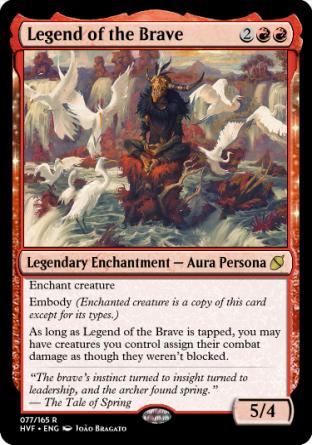 Legend of the Brave 2
Legendary Enchantment — Aura Persona
Enchant creature
Embody (Enchanted creature is a copy of this card
except for its types.)
As long as Legend of the Brave is tapped, you may
have creatures you control assign their combat
damage as though they weren't blocked.
"The brave's instinct turned to insight turned to
leadership, and the archer found spring."
— The Tale of Spring
5/4
077/165 R
HVF • ENG João Bragato